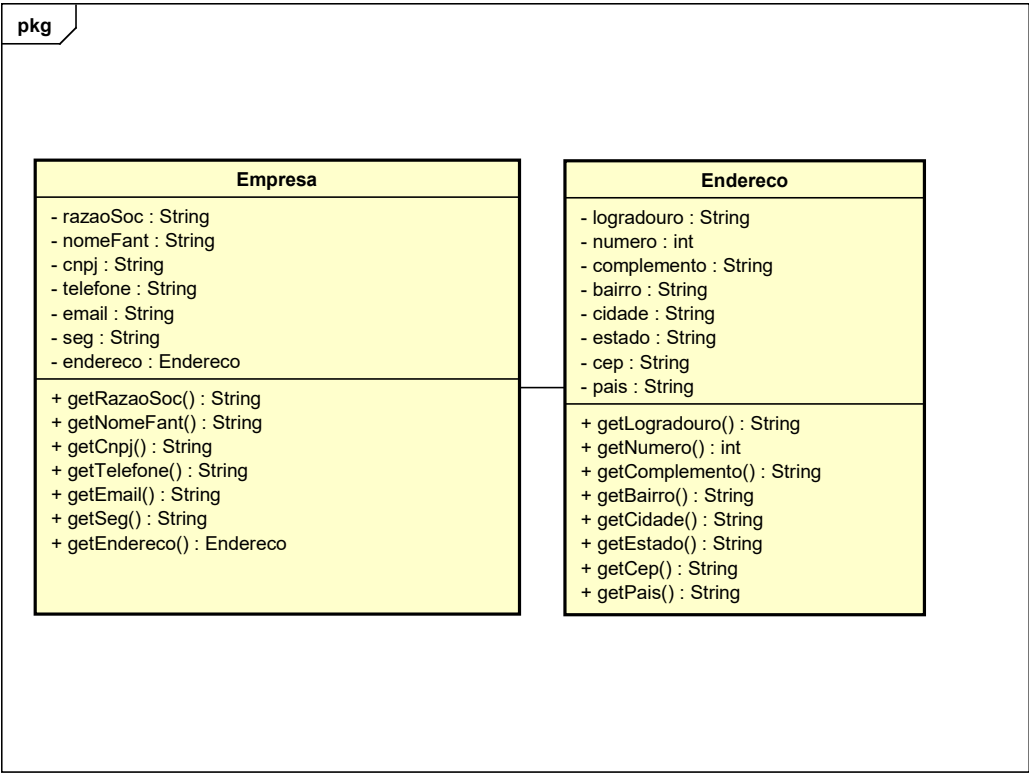 pkg
Empresa
- razaoSoc : String
- nomeFant : String
- cnpj : String
- telefone : String
- email : String
- seg : String
- endereco : Endereco
+ getRazaoSoc() : String
+ getNomeFant() : String
+ getCnpj() : String
+ getTelefone() : String
+ getEmail() : String
+ getSeg() : String
+ getEndereco() : Endereco
Endereco
- logradouro : String
- numero : int
- complemento : String
- bairro : String
- cidade : String
- estado : String
- cep : String
- pais : String
+ getLogradouro() : String
+ getNumero() : int
+ getComplemento() : String
+ getBairro() : String
+ getCidade() : String
+ getEstado() : String
+ getCep() : String
+ getPais() : String